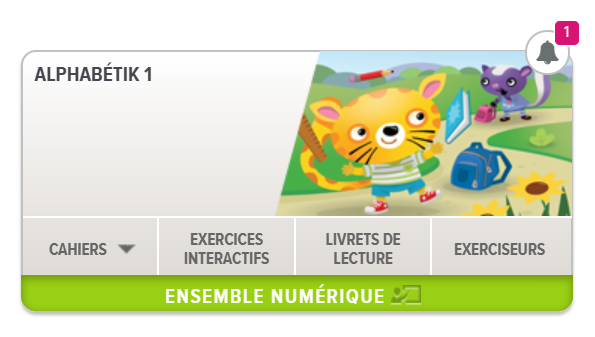 1
ALPHABÉTIK 1
CAHIERS
EXERCICES
INTERACTIFS
LIVRETS DE
LECTURE
EXERCISEURS
ENSEMBLE NUMÉRIQUE